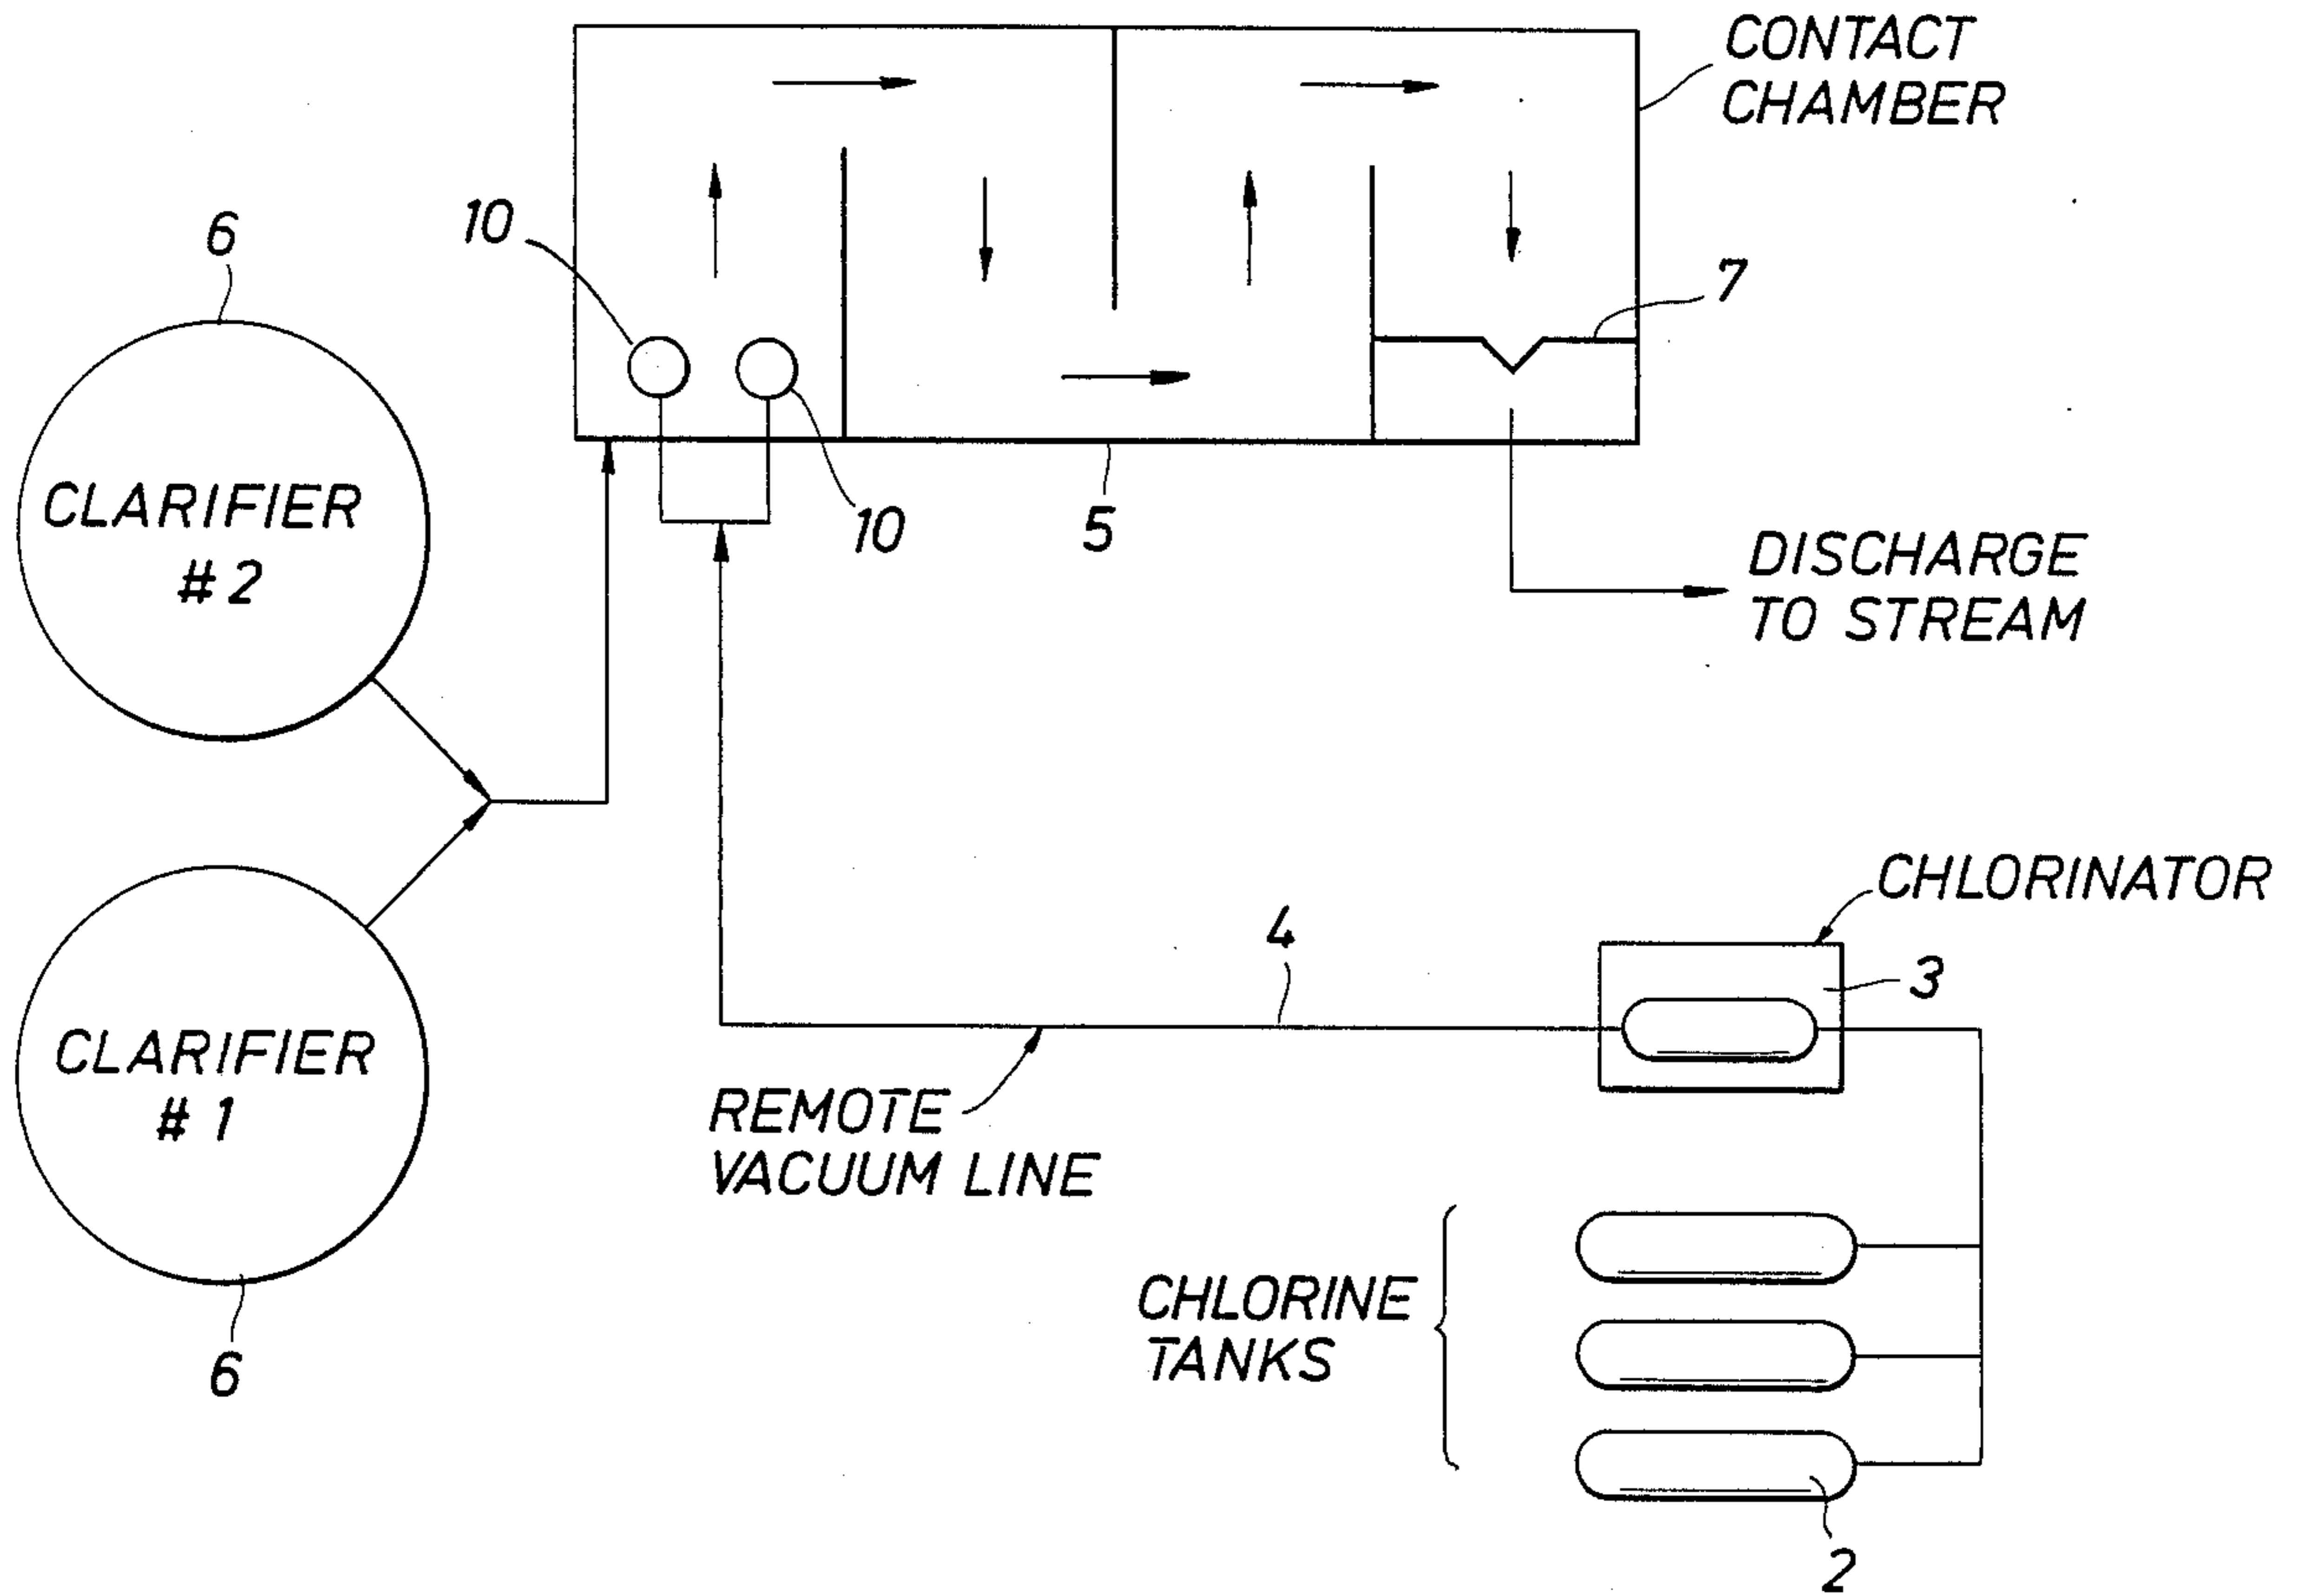 CONTACT
CHAMBER
10
6
7
CLARIFIER
#2
10
5
DISCHARGE
TO STREAM
CHLORINATOR
4
3
CLARIFIER
#1
REMOTE
VACUUM LINE
CHLORINE
TANKS
6
2